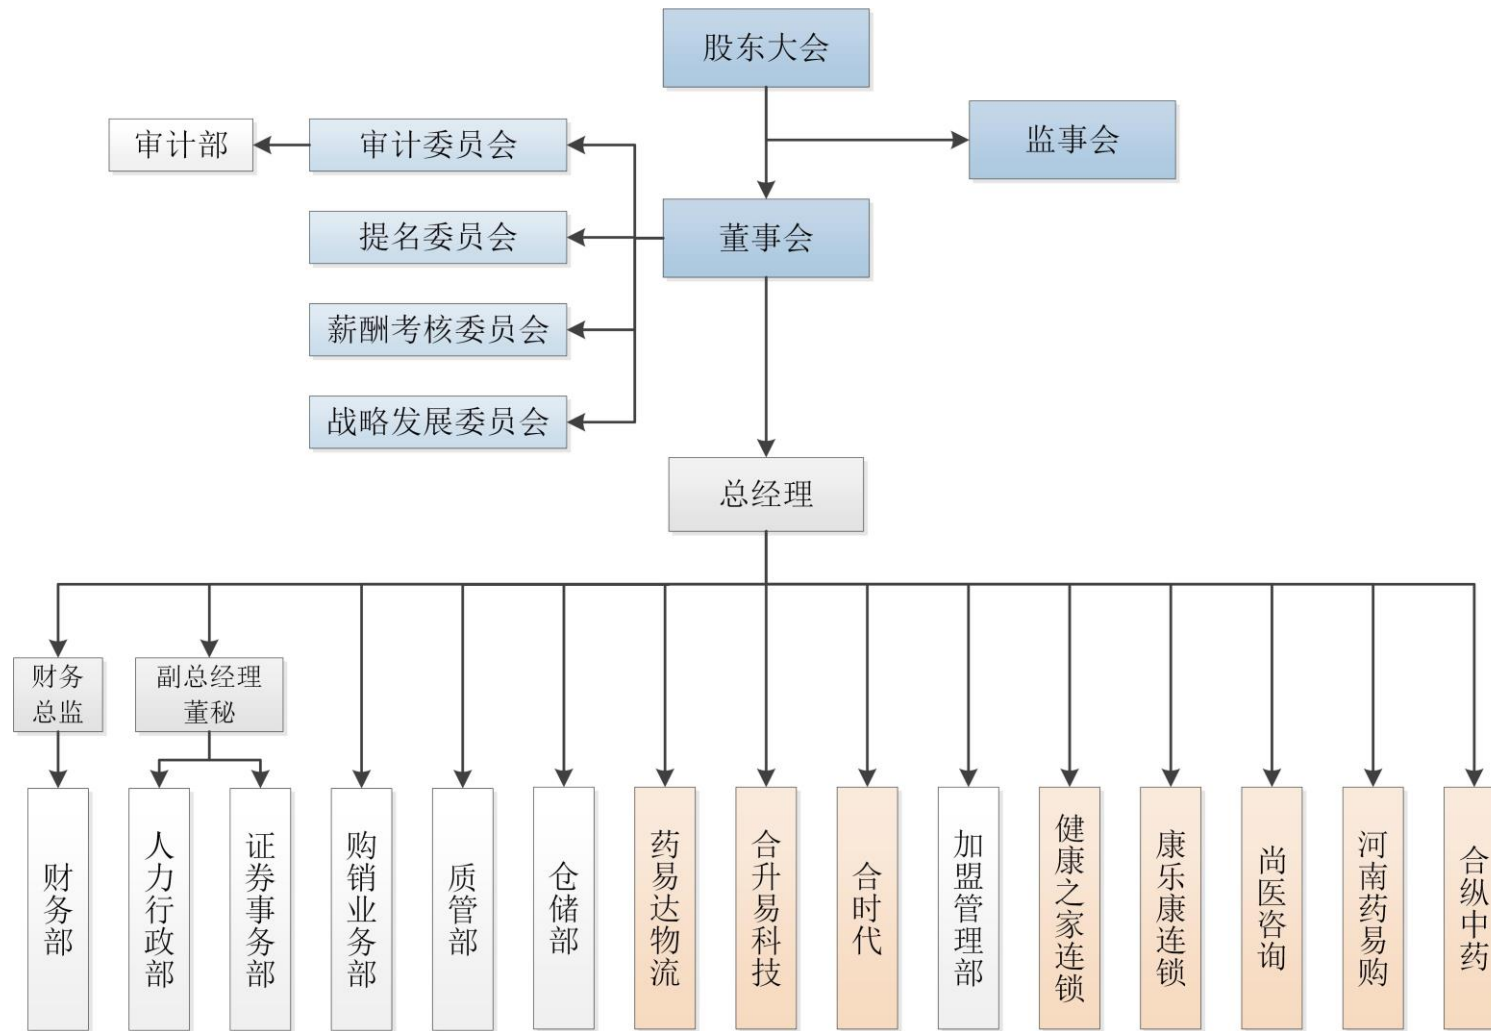 股东大会
监事会
审计部
审计委员会
提名委员会
董事会
薪酬考核委员会
战略发展委员会
总经理
财务
总监
副总经理
董秘
财务部
人力行政部
证券事务部
购销业务部
质管部
仓储部
药易达物流
合升易科技
合时代
加盟管理部
健康之家连锁
康乐康连锁
尚医咨询
河南药易购
合纵中药